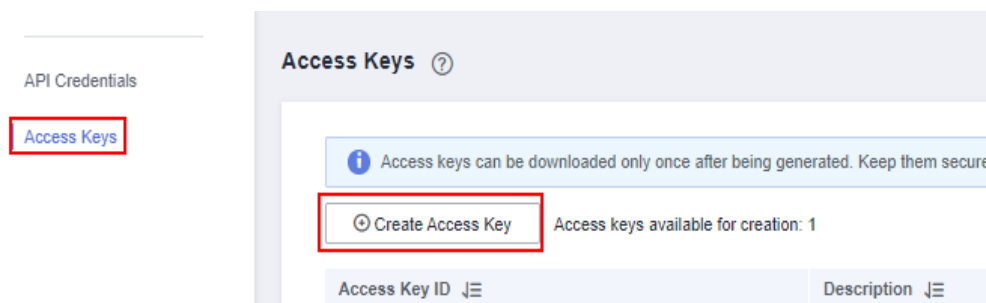 API Credentials
Access Keys
Access Keys
Access keys can be downloaded only once after being generated. Keep them secure
Create Access Key
Access keys available for creation: 1
Access Key ID
Description